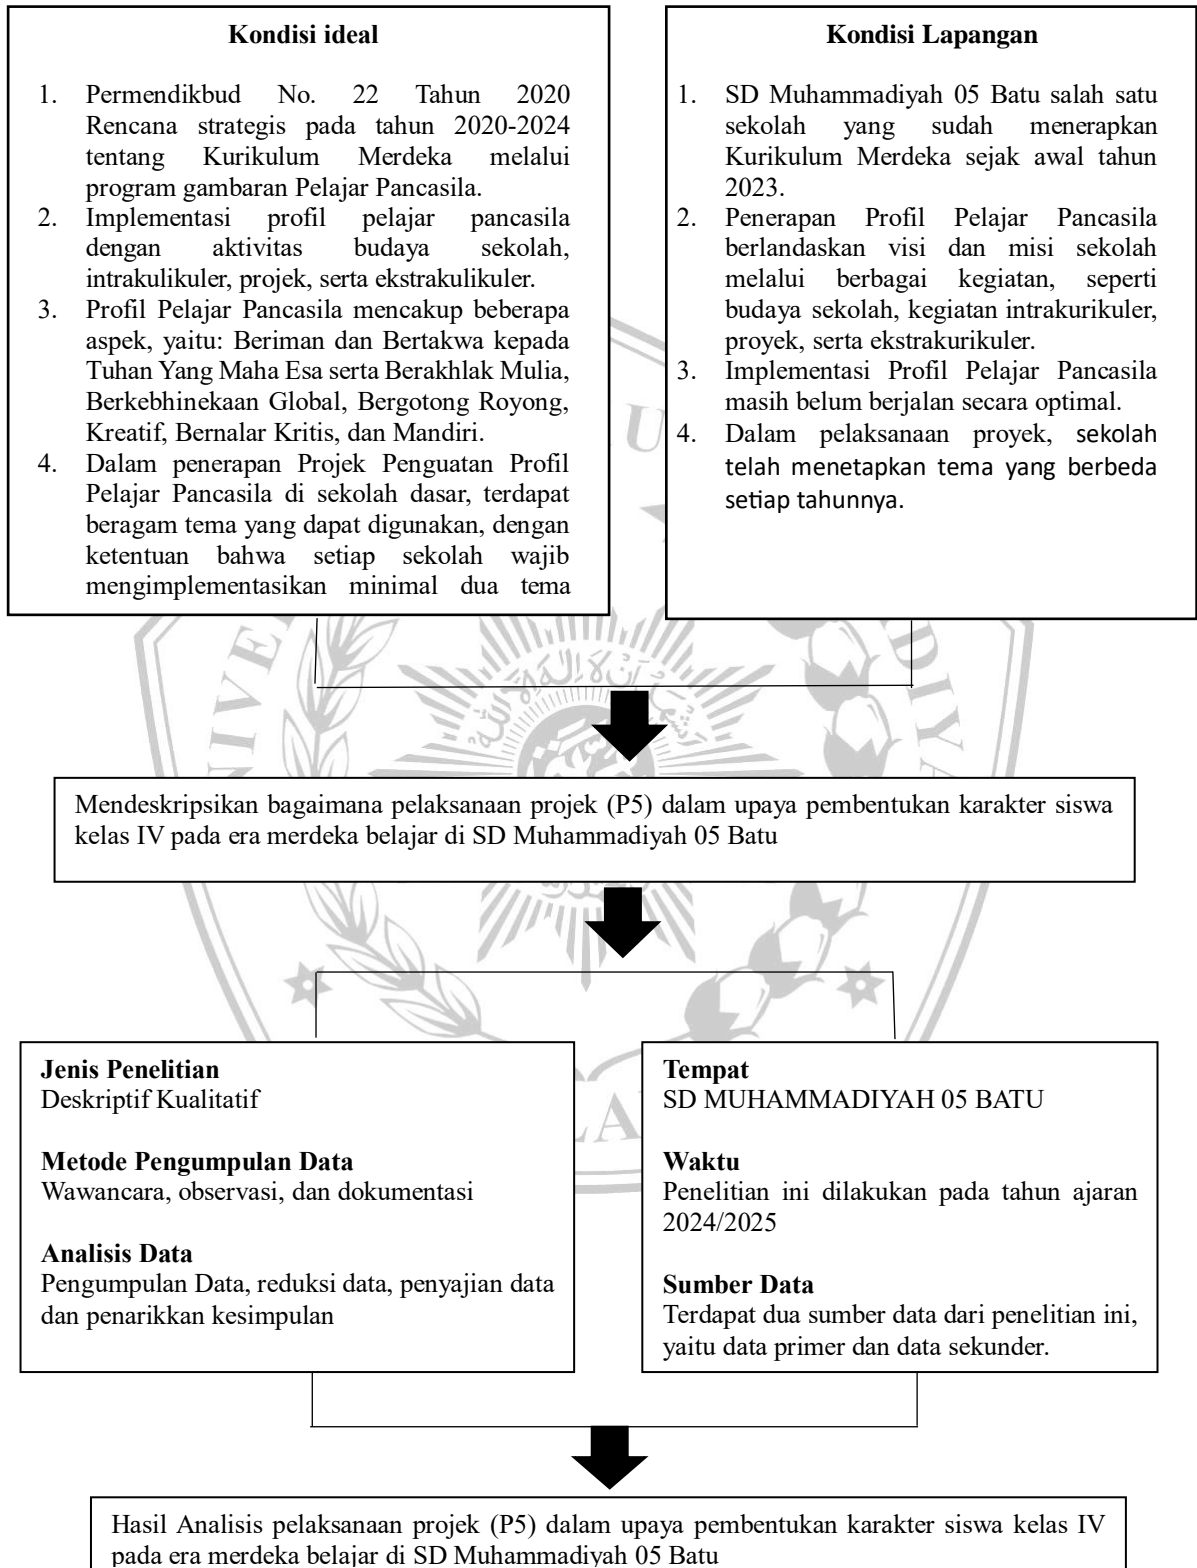 Kondisi ideal
1. Permendikbud No. 22 Tahun 2020
Rencana strategis pada tahun 2020-2024
tentang Kurikulum Merdeka melalui
program gambaran Pelajar Pancasila.
2. Implementasi profil pelajar pancasila
dengan aktivitas budaya sekolah,
intrakulikuler, projek, serta ekstrakulikuler.
3. Profil Pelajar Pancasila mencakup beberapa
aspek, yaitu: Beriman dan Bertakwa kepada
Tuhan Yang Maha Esa serta Berakhlak Mulia,
Berkebhinekaan Global, Bergotong Royong,
Kreatif, Bernalar Kritis, dan Mandiri.
4. Dalam penerapan Projek Penguatan Profil
Pelajar Pancasila di sekolah dasar, terdapat
beragam tema yang dapat digunakan, dengan
ketentuan bahwa setiap sekolah wajib
mengimplementasikan minimal dua tema
Kondisi Lapangan
1. SD Muhammadiyah 05 Batu salah satu
sekolah yang sudah menerapkan
Kurikulum Merdeka sejak awal tahun
2023.
2. Penerapan Profil Pelajar Pancasila
berlandaskan visi dan misi sekolah
melalui berbagai kegiatan, seperti
budaya sekolah, kegiatan intrakurikuler,
proyek, serta ekstrakurikuler.
3. Implementasi Profil Pelajar Pancasila
masih belum berjalan secara optimal.
4. Dalam pelaksanaan proyek, sekolah
telah menetapkan tema yang berbeda
setiap tahunnya.
Mendeskripsikan bagaimana pelaksanaan projek (P5) dalam upaya pembentukan karakter siswa
kelas IV pada era merdeka belajar di SD Muhammadiyah 05 Batu
Jenis Penelitian
Deskriptif Kualitatif
Metode Pengumpulan Data
Wawancara, observasi, dan dokumentasi
Analisis Data
Pengumpulan Data, reduksi data, penyajian data
dan penarikkan kesimpulan
Tempat
SD MUHAMMADIYAH 05 BATU
Waktu
Penelitian ini dilakukan pada tahun ajaran
2024/2025
Sumber Data
Terdapat dua sumber data dari penelitian ini,
yaitu data primer dan data sekunder.
Hasil Analisis pelaksanaan projek (P5) dalam upaya pembentukan karakter siswa kelas IV
pada era merdeka belajar di SD Muhammadiyah 05 Batu